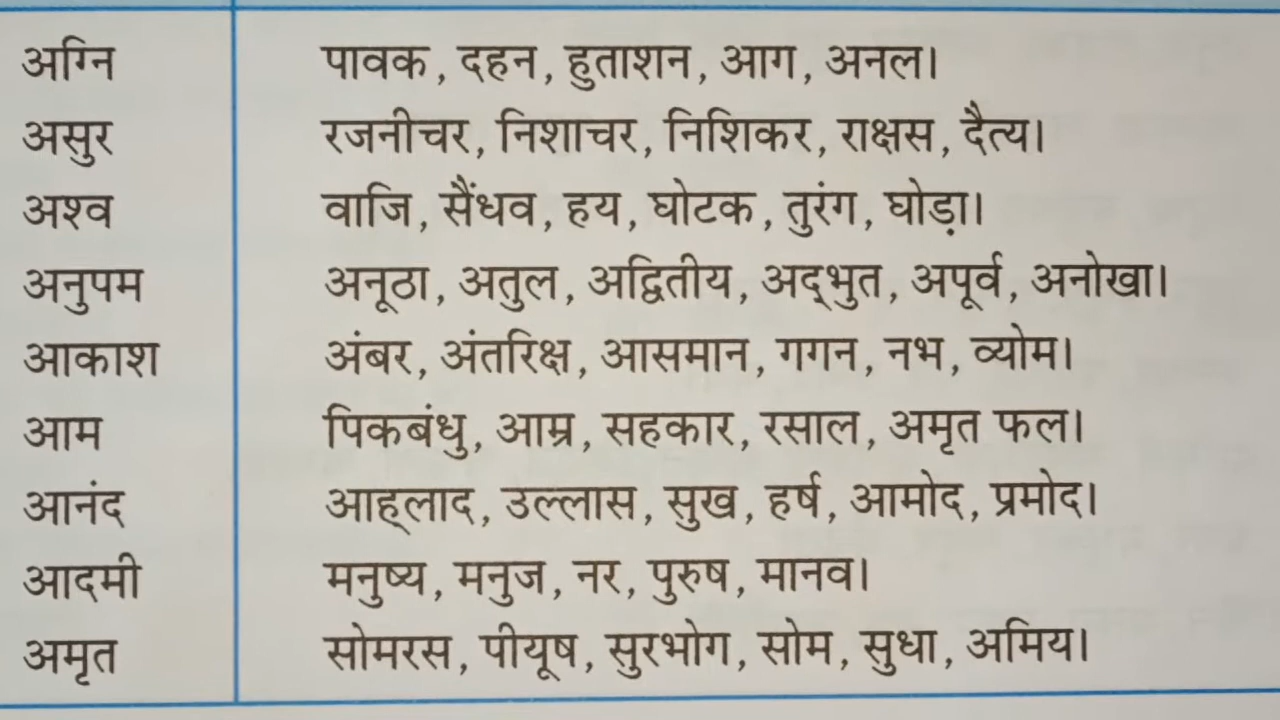 अग्नि पावक, दहन, हुताशन, आग, अनल।
असुर रजनीचर, निशाचर, निशिकर, राक्षस, दैत्य।
अश्व वाजि, सैंधव, हय, घोटक, तुरंग, घोड़ा।
अनुपम अनूठा, अतुल, अद्वितीय, अद्‌भुत, अपूर्व, अनोखा।
आकाश अंबर, अंतरिक्ष, आसमान, गगन, नभ, व्योम।
आम पिकबंधु, आम्र, सहकार, रसाल, अमृत फल।
आनंद आह्‌लाद, उल्लास, सुख, हर्ष, आमोद, प्रमोद।
आदमी मनुष्य, मनुज, नर, पुरुष, मानव।
अमृत सोमरस, पीयूष, सुरभोग, सोम, सुधा, अमिय।